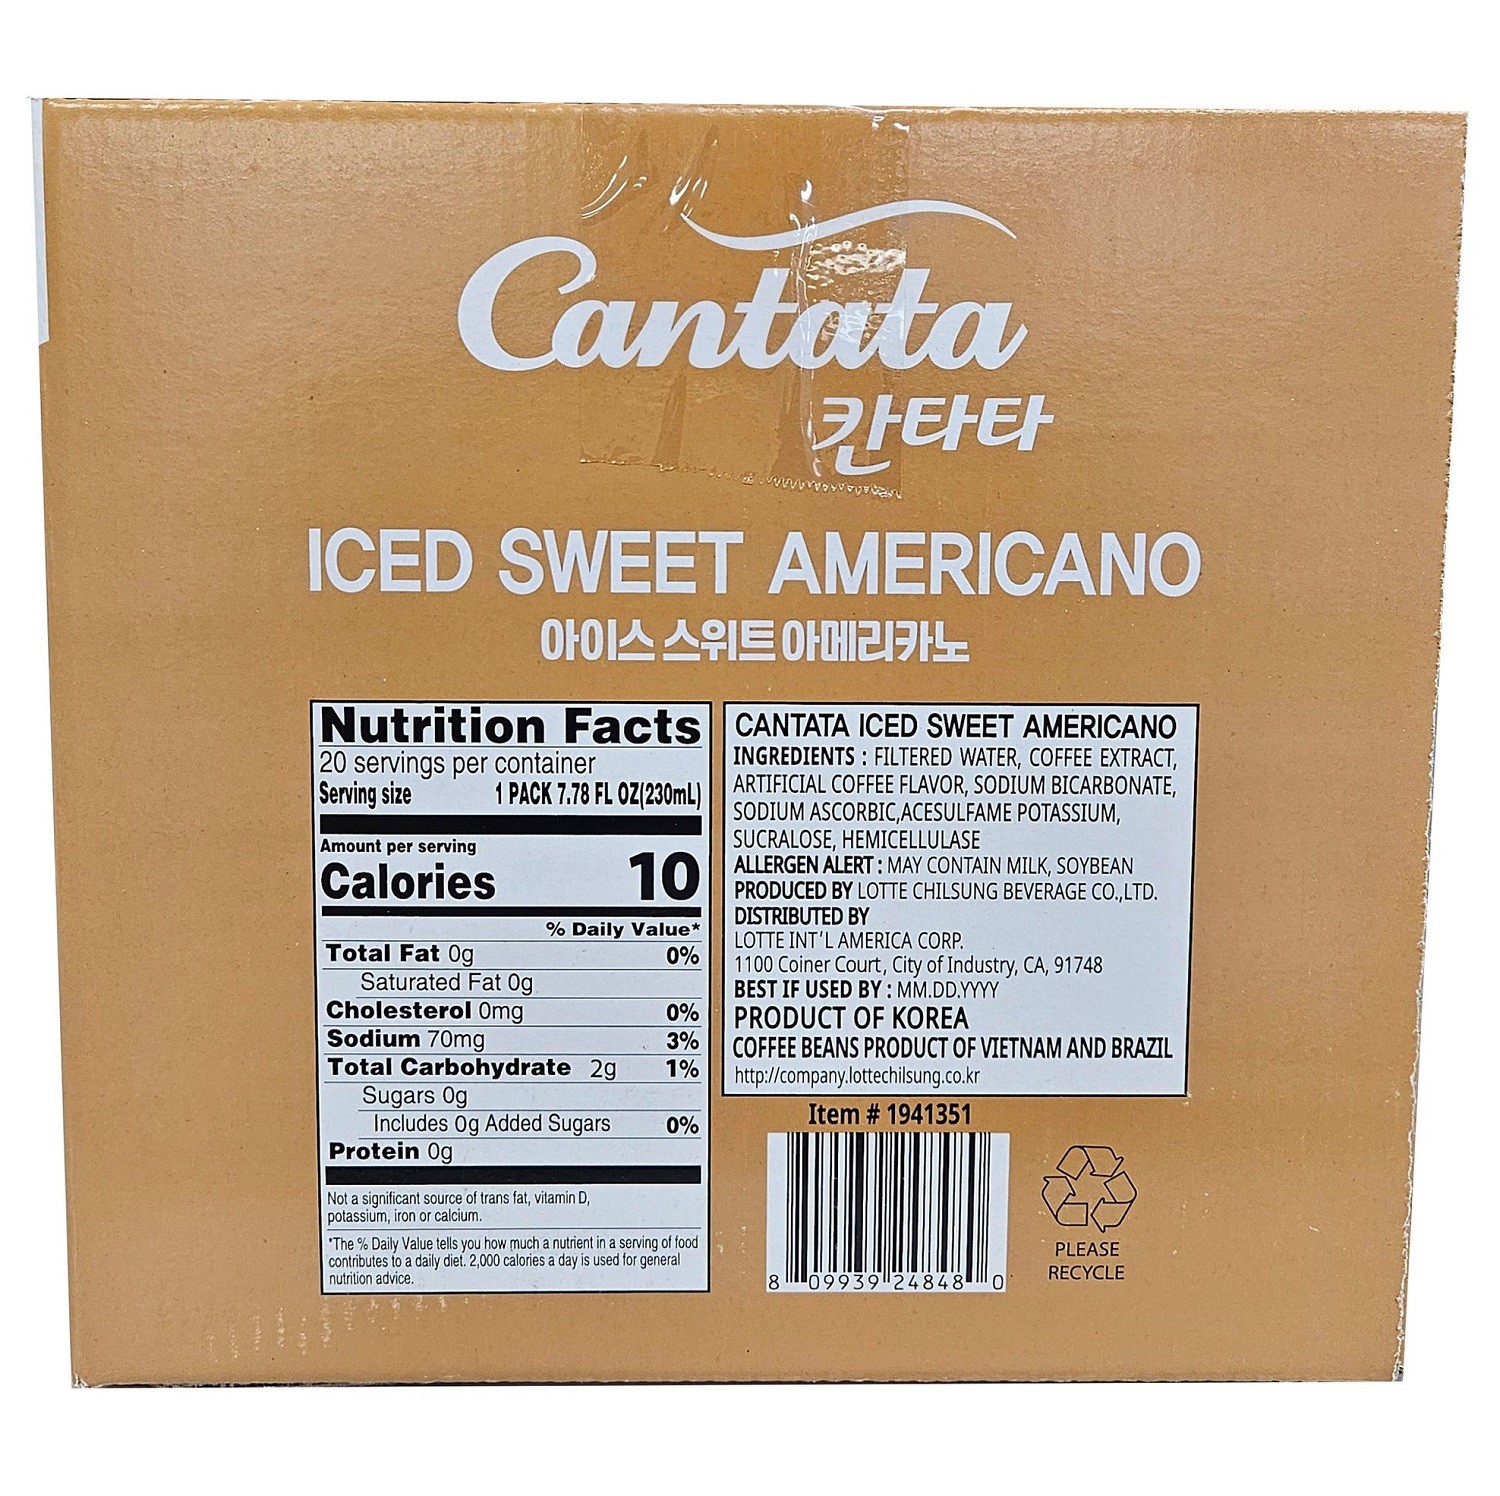 Cantata
칸타타
ICED SWEET AMERICANO
아이스 스위트 아메리카노
Nutrition Facts
20 servings per container
Serving size 1 PACK 7.78 FL OZ(230mL)
Amount per serving
Calories 10
% Daily Value*
Total Fat 0g 0%
Saturated Fat 0g
Cholesterol 0mg 0%
Sodium 70mg 3%
Total Carbohydrate 2g 1%
Sugars 0g
Includes 0g Added Sugars 0%
Protein 0g
Not a significant source of trans fat, vitamin D,
potassium, iron or calcium.
*The % Daily Value tells you how much a nutrient in a serving of food
contributes to a daily diet. 2,000 calories a day is used for general
nutrition advice.
CANTATA ICED SWEET AMERICANO
INGREDIENTS : FILTERED WATER, COFFEE EXTRACT,
ARTIFICIAL COFFEE FLAVOR, SODIUM BICARBONATE,
SODIUM ASCORBIC,ACESULFAME POTASSIUM,
SUCRALOSE, HEMICELLULASE
ALLERGEN ALERT : MAY CONTAIN MILK, SOYBEAN
PRODUCED BY LOTTE CHILSUNG BEVERAGE CO.,LTD.
DISTRIBUTED BY
LOTTE INT'L AMERICA CORP.
1100 Coiner Court, City of Industry, CA, 91748
BEST IF USED BY : MM.DD.YYYY
PRODUCT OF KOREA
COFFEE BEANS PRODUCT OF VIETNAM AND BRAZIL
http://company.lottechilsung.co.kr
Item # 1941351
8 09939 24848 0
PLEASE
RECYCLE